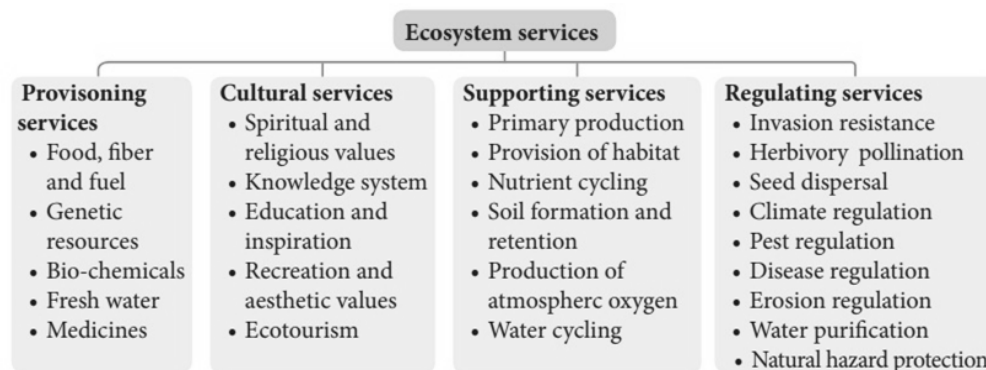 Ecosystem services
Provisoning
services
• Food, fiber
and fuel
• Genetic
resources
• Bio-chemicals
• Fresh water
• Medicines
Cultural services
• Spiritual and
religious values
• Knowledge system
• Education and
inspiration
• Recreation and
aesthetic values
• Ecotourism
Supporting services
• Primary production
• Provision of habitat
• Nutrient cycling
• Soil formation and
retention
• Production of
atmospherc oxygen
• Water cycling
Regulating services
• Invasion resistance
• Herbivory pollination
• Seed dispersal
• Climate regulation
• Pest regulation
• Disease regulation
• Erosion regulation
• Water purification
• Natural hazard protection